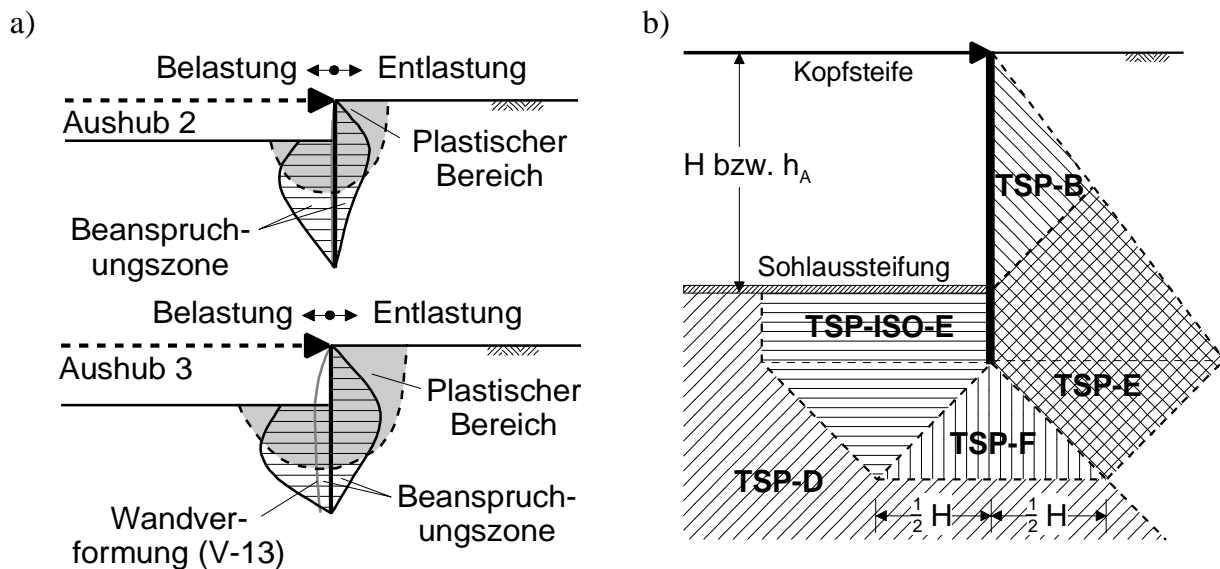 a)
Belastung Entlastung
Aushub 2
Plastischer
Bereich
Beanspruch-
ungszone
Belastung Entlastung
Aushub 3
Plastischer
Bereich
Wandver-
formung (V-13)
Beanspruch-
ungszone
b)
Kopfsteife
H bzw. hA
TSP-B
Sohlaussteifung
TSP-ISO-E
TSP-E
TSP-F
TSP-D
1/2 H 1/2 H